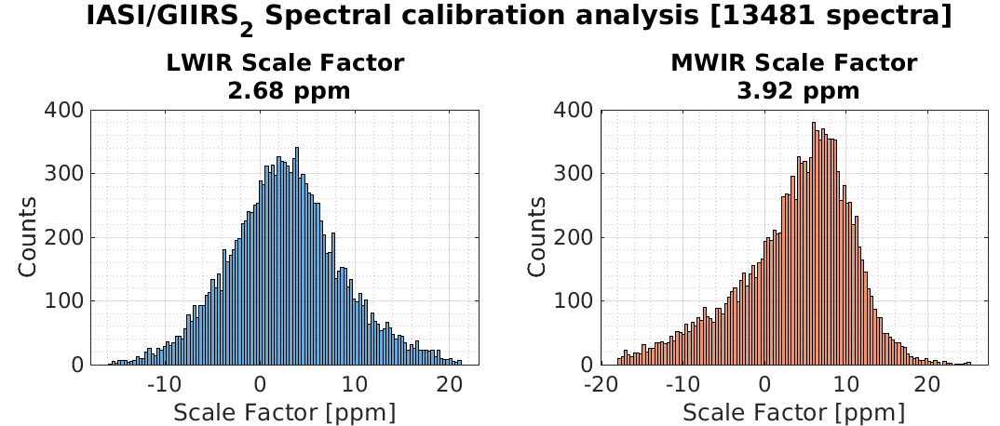 IASI/GIIRS2 Spectral calibration analysis [13481 spectra]
LWIR Scale Factor
2.68 ppm
400
300
200
100
0
Counts
-10
0
10
20
Scale Factor [ppm]
MWIR Scale Factor
3.92 ppm
400
300
200
100
0
Counts
-20
-10
0
10
20
Scale Factor [ppm]